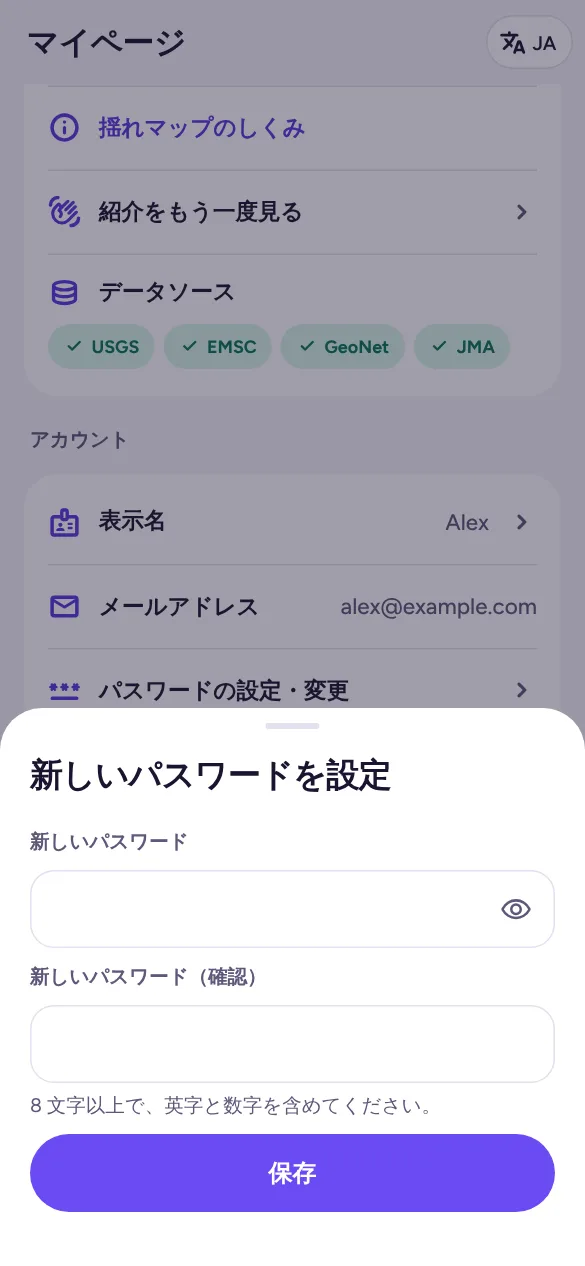 マイページ
JA
揺れマップのしくみ
紹介をもう一度見る
データソース
USGS
EMSC
GeoNet
JMA
アカウント
表示名
Alex
メールアドレス
alex@example.com
パスワードの設定・変更
新しいパスワードを設定
新しいパスワード
新しいパスワード（確認）
8 文字以上で、英字と数字を含めてください。
保存